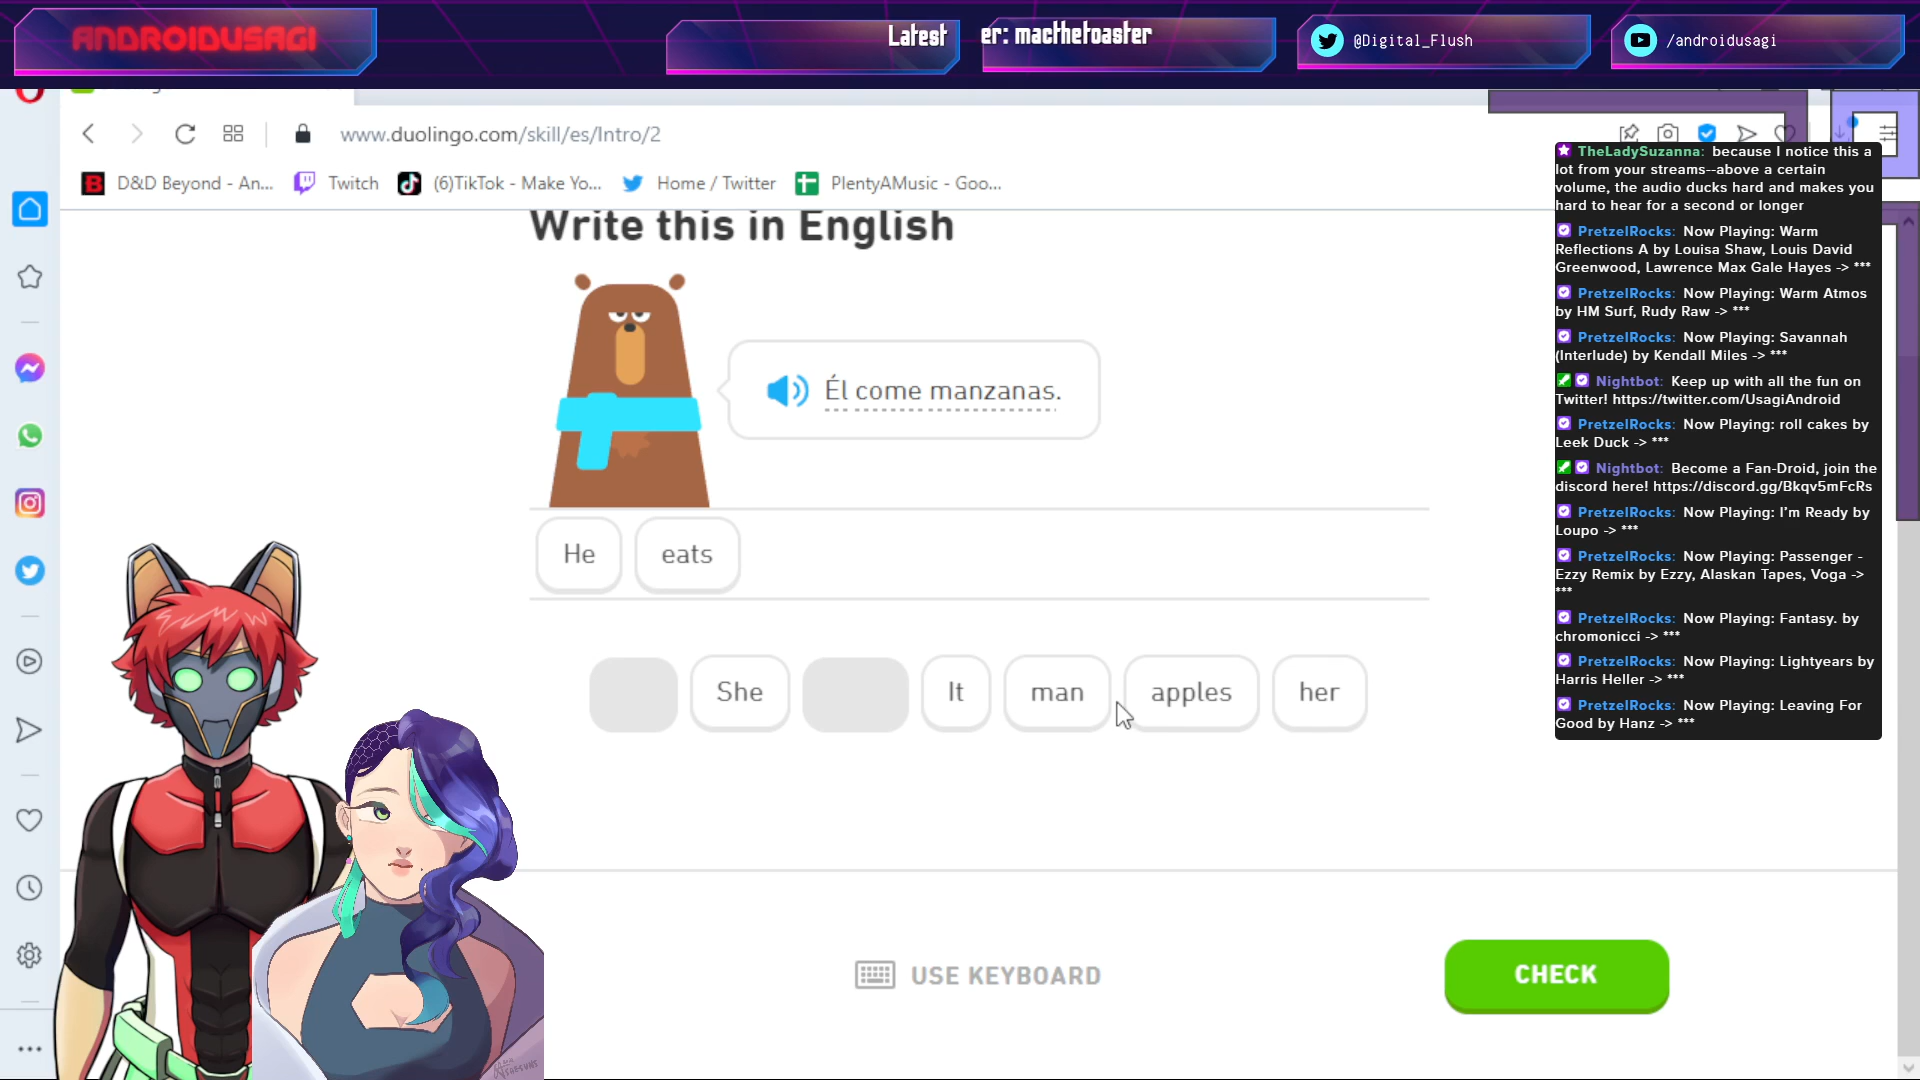 ANDROIDUSAGI
Latest
er: macthetoaster
@Digital_Flush
/androidusagi
www.duolingo.com/skill/es/Intro/2
D&D Beyond - An...
Twitch
(6)TikTok - Make Yo...
Home / Twitter
PlentyAMusic - Goo...
Write this in English
Él come manzanas.
He
eats
She
It
man
apples
her
USE KEYBOARD
CHECK
TheLadySuzanna: because I notice this a
lot from your streams--above a certain
volume, the audio ducks hard and makes you
hard to hear for a second or longer
PretzelRocks: Now Playing: Warm
Reflections A by Louisa Shaw, Louis David
Greenwood, Lawrence Max Gale Hayes -> ***
PretzelRocks: Now Playing: Warm Atmos
by HM Surf, Rudy Raw -> ***
PretzelRocks: Now Playing: Savannah
(Interlude) by Kendall Miles -> ***
Nightbot: Keep up with all the fun on
Twitter! https://twitter.com/UsagiAndroid
PretzelRocks: Now Playing: roll cakes by
Leek Duck -> ***
Nightbot: Become a Fan-Droid, join the
discord here! https://discord.gg/Bkqv5mFcRs
PretzelRocks: Now Playing: I'm Ready by
Loupo -> ***
PretzelRocks: Now Playing: Passenger -
Ezzy Remix by Ezzy, Alaskan Tapes, Voga ->
***
PretzelRocks: Now Playing: Fantasy. by
chromonicci -> ***
PretzelRocks: Now Playing: Lightyears by
Harris Heller -> ***
PretzelRocks: Now Playing: Leaving For
Good by Hanz -> ***